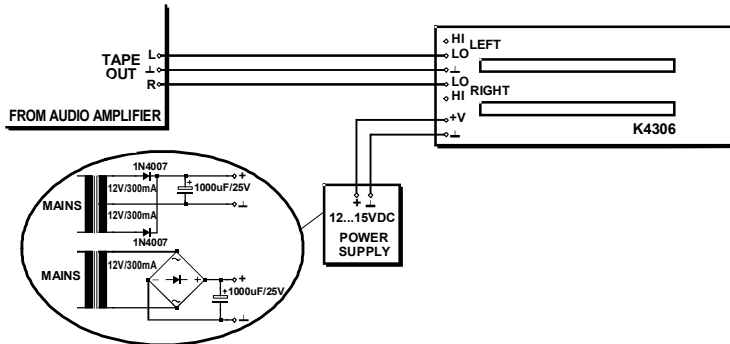 TAPE
OUT
L
⊥
R
FROM AUDIO AMPLIFIER
HI
LEFT
LO
⊥
LO
RIGHT
HI
+V
⊥
K4306
1N4007
12V/300mA
+
+
1000uF/25V
MAINS
12V/300mA
⊥
1N4007
12V/300mA
MAINS
~
-
+
+
+
1000uF/25V
~
⊥
+ ⊥
12...15VDC
POWER
SUPPLY